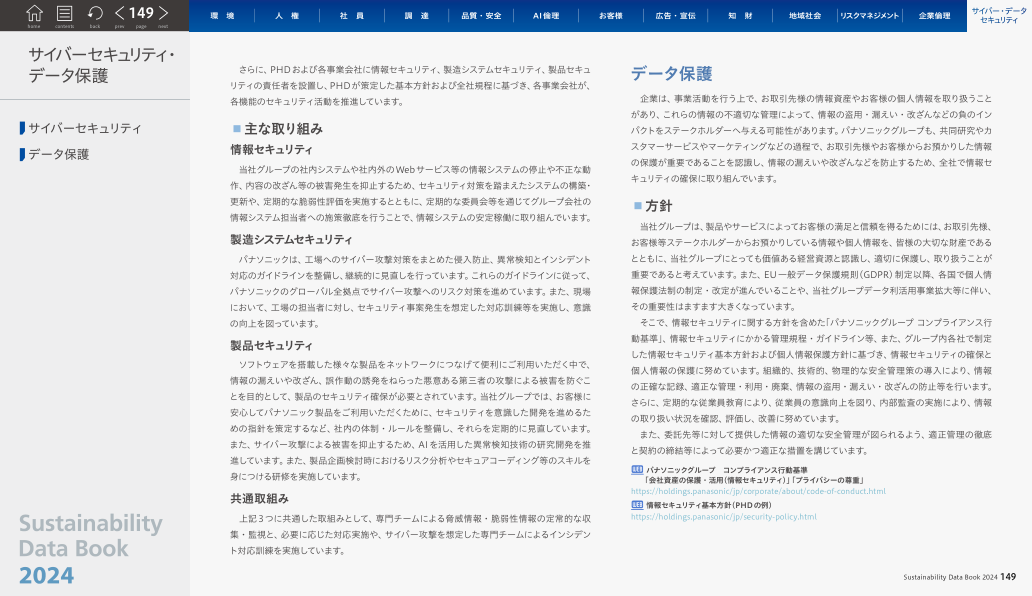 home
contents
back
149
prev page next
環　境
人　権
社　員
調　達
品質・安全
AI倫理
お客様
広告・宣伝
知　財
地域社会
リスクマネジメント
企業倫理
サイバー・データ
セキュリティ
サイバーセキュリティ・
データ保護
サイバーセキュリティ
データ保護
Sustainability
Data Book
2024
さらに、PHDおよび各事業会社に情報セキュリティ、製造システムセキュリティ、製品セキュ
リティの責任者を設置し、PHDが策定した基本方針および全社規程に基づき、各事業会社が、
各機能のセキュリティ活動を推進しています。
■ 主な取り組み
情報セキュリティ
当社グループの社内システムや社内外のWebサービス等の情報システムの停止や不正な動
作、内容の改ざん等の被害発生を抑止するため、セキュリティ対策を踏まえたシステムの構築・
更新や、定期的な脆弱性評価を実施するとともに、定期的な委員会等を通じてグループ会社の
情報システム担当者への施策徹底を行うことで、情報システムの安定稼働に取り組んでいます。
製造システムセキュリティ
パナソニックは、工場へのサイバー攻撃対策をまとめた侵入防止、異常検知とインシデント
対応のガイドラインを整備し、継続的に見直しを行っています。これらのガイドラインに従って、
パナソニックのグローバル全拠点でサイバー攻撃へのリスク対策を進めています。また、現場
において、工場の担当者に対し、セキュリティ事案発生を想定した対応訓練等を実施し、意識
の向上を図っています。
製品セキュリティ
ソフトウェアを搭載した様々な製品をネットワークにつなげて便利にご利用いただく中で、
情報の漏えいや改ざん、誤作動の誘発をねらった悪意ある第三者の攻撃による被害を防ぐこ
とを目的として、製品のセキュリティ確保が必要とされています。当社グループでは、お客様に
安心してパナソニック製品をご利用いただくために、セキュリティを意識した開発を進めるた
めの指針を策定するなど、社内の体制・ルールを整備し、それらを定期的に見直しています。
また、サイバー攻撃による被害を抑止するため、AIを活用した異常検知技術の研究開発を推
進しています。また、製品企画検討時におけるリスク分析やセキュアコーディング等のスキルを
身につける研修を実施しています。
共通取組み
上記3つに共通した取組みとして、専門チームによる脅威情報・脆弱性情報の定常的な収
集・監視と、必要に応じた対応実施や、サイバー攻撃を想定した専門チームによるインシデン
ト対応訓練を実施しています。
データ保護
企業は、事業活動を行う上で、お取引先様の情報資産やお客様の個人情報を取り扱うこと
があり、これらの情報の不適切な管理によって、情報の盗用・漏えい・改ざんなどの負のイン
パクトをステークホルダーへ与える可能性があります。パナソニックグループも、共同研究やカ
スタマーサービスやマーケティングなどの過程で、お取引先様やお客様からお預かりした情報
の保護が重要であることを認識し、情報の漏えいや改ざんなどを防止するため、全社で情報セ
キュリティの確保に取り組んでいます。
■ 方針
当社グループは、製品やサービスによってお客様の満足と信頼を得るためには、お取引先様、
お客様等ステークホルダーからお預かりしている情報や個人情報を、皆様の大切な財産である
とともに、当社グループにとっても価値ある経営資源と認識し、適切に保護し、取り扱うことが
重要であると考えています。また、EU一般データ保護規則（GDPR）制定以降、各国で個人情
報保護法制の制定・改定が進んでいることや、当社グループデータ利活用事業拡大等に伴い、
その重要性はますます大きくなっています。
そこで、情報セキュリティに関する方針を含めた「パナソニックグループ コンプライアンス行
動基準」、情報セキュリティにかかる管理規程・ガイドライン等、また、グループ内各社で制定
した情報セキュリティ基本方針および個人情報保護方針に基づき、情報セキュリティの確保と
個人情報の保護に努めています。組織的、技術的、物理的な安全管理策の導入により、情報
の正確な記録、適正な管理・利用・廃棄、情報の盗用・漏えい・改ざんの防止等を行います。
さらに、定期的な従業員教育により、従業員の意識向上を図り、内部監査の実施により、情報
の取り扱い状況を確認、評価し、改善に努めています。
また、委託先等に対して提供した情報の適切な安全管理が図られるよう、適正管理の徹底
と契約の締結等によって必要かつ適正な措置を講じています。
パナソニックグループ　コンプライアンス行動基準
「会社資産の保護・活用（情報セキュリティ）」「プライバシーの尊重」
https://holdings.panasonic/jp/corporate/about/code-of-conduct.html
情報セキュリティ基本方針（PHDの例）
https://holdings.panasonic/jp/security-policy.html
Sustainability Data Book 2024 149